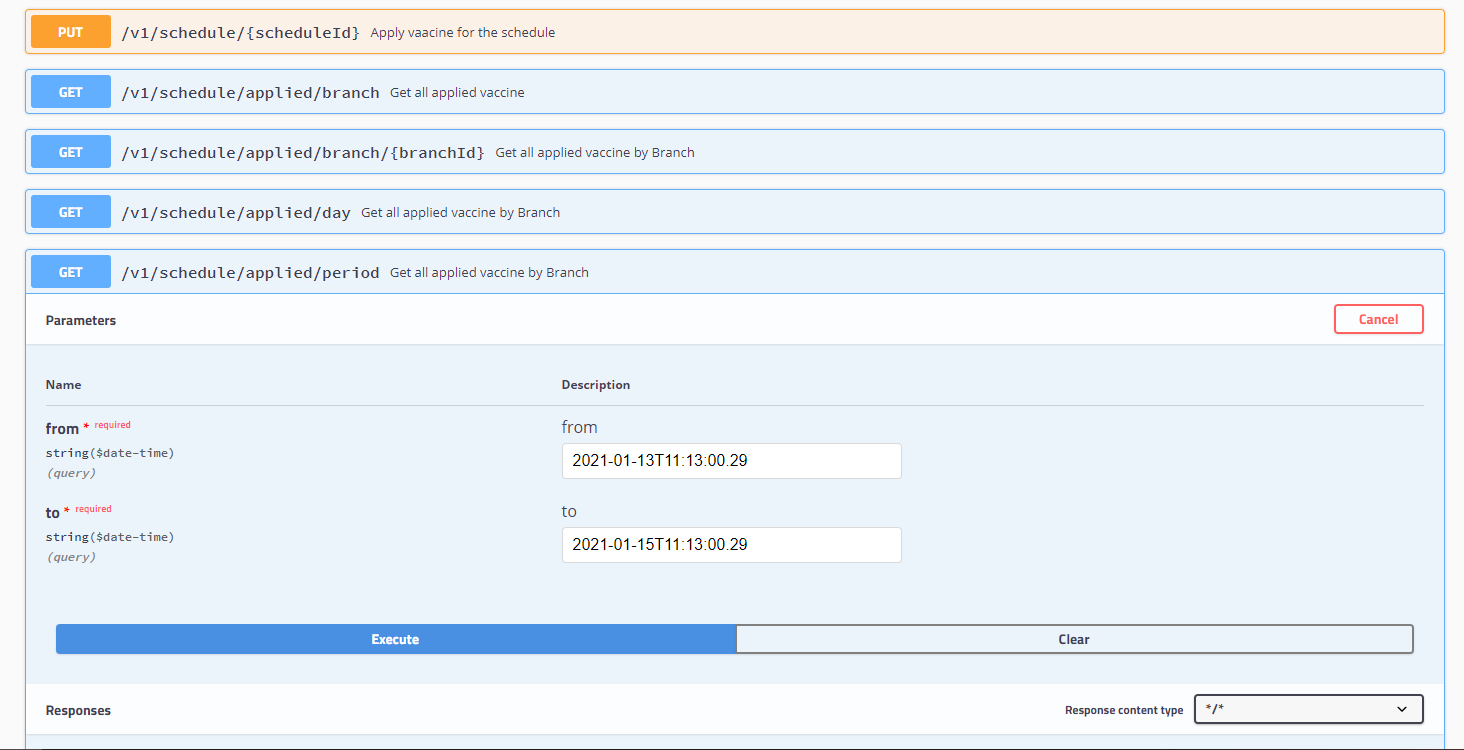 PUT /v1/schedule/{scheduleId} Apply vaacine for the schedule
GET /v1/schedule/applied/branch Get all applied vaccine
GET /v1/schedule/applied/branch/{branchId} Get all applied vaccine by Branch
GET /v1/schedule/applied/day Get all applied vaccine by Branch
GET /v1/schedule/applied/period Get all applied vaccine by Branch
Parameters Cancel
Name Description
from * required from
string($date-time) 2021-01-13T11:13:00.29
(query)
to * required to
string($date-time) 2021-01-15T11:13:00.29
(query)
Execute Clear
Responses Response content type */*